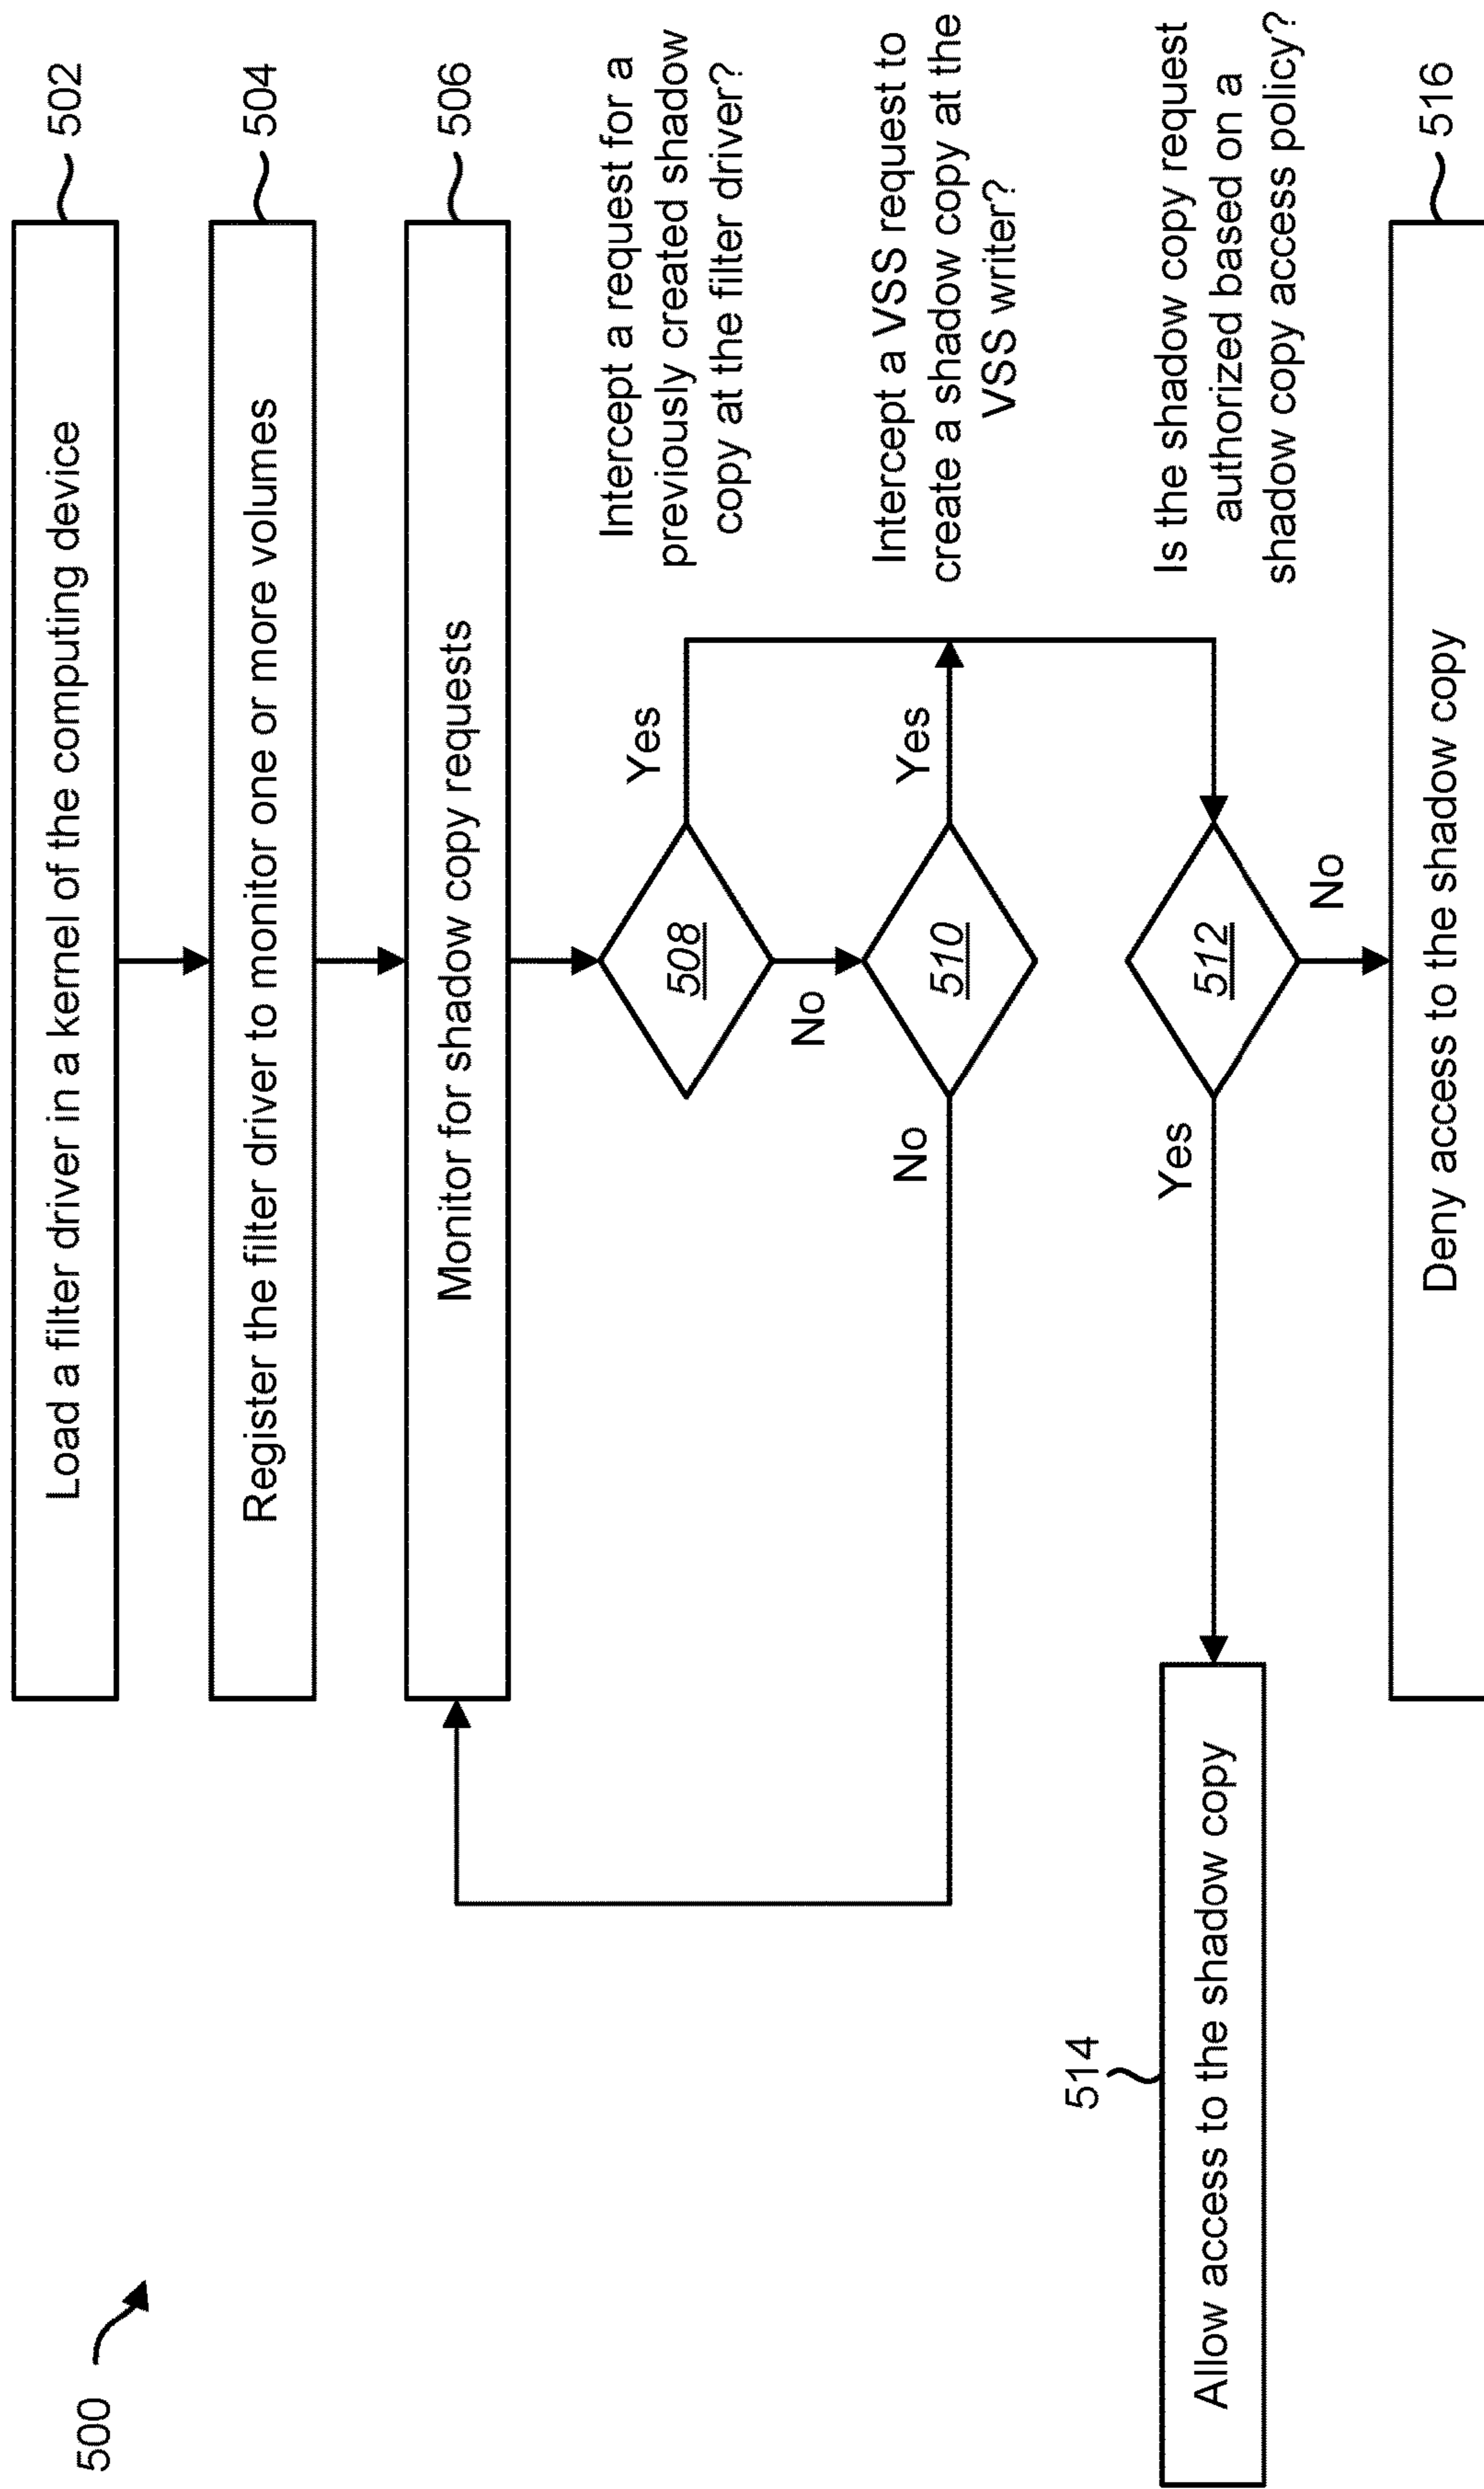 500
Load a filter driver in a kernel of the computing device
502
Register the filter driver to monitor one or more volumes
504
Monitor for shadow copy requests
506
Intercept a request for a
previously created shadow
copy at the filter driver?
508
Yes
No
Intercept a VSS request to
create a shadow copy at the
VSS writer?
510
Yes
No
Is the shadow copy request
authorized based on a
shadow copy access policy?
512
Yes
No
514
Allow access to the shadow copy
Deny access to the shadow copy
516